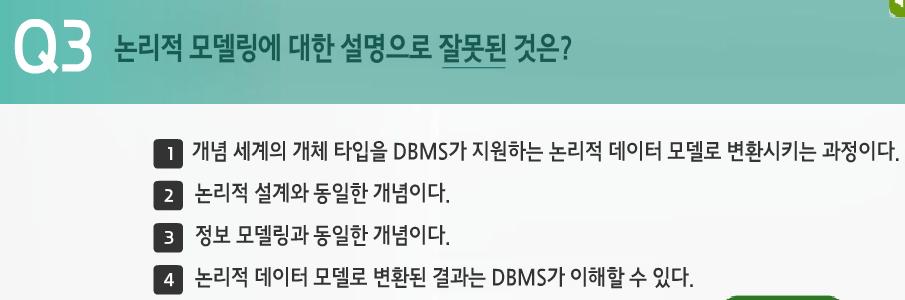 Q3 논리적 모델링에 대한 설명으로 잘못된 것은?
1 개념 세계의 개체 타입을 DBMS가 지원하는 논리적 데이터 모델로 변환시키는 과정이다.
2 논리적 설계와 동일한 개념이다.
3 정보 모델링과 동일한 개념이다.
4 논리적 데이터 모델로 변환된 결과는 DBMS가 이해할 수 있다.